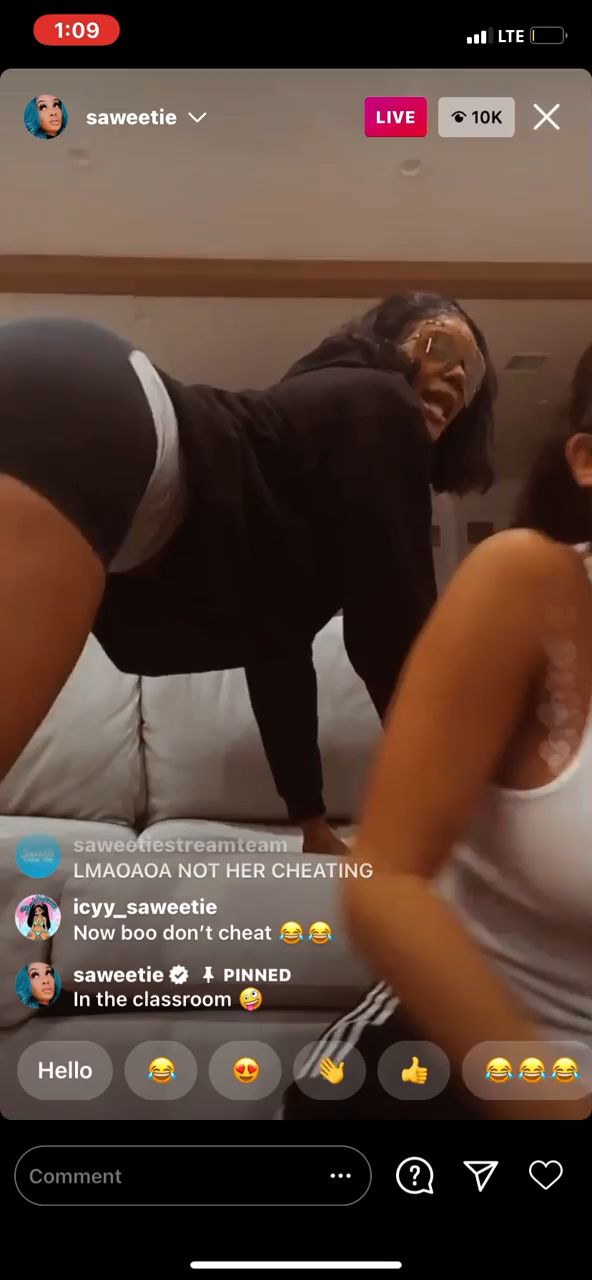 1:09
LTE
saweetie
LIVE
10K
saweetiestreamteam
LMAOAOA NOT HER CHEATING
icyy_saweetie
Now boo don’t cheat 😂😂
saweetie PINNED
In the classroom 🤪
Hello 😂 😍 👋 👍 😂😂😂
Comment